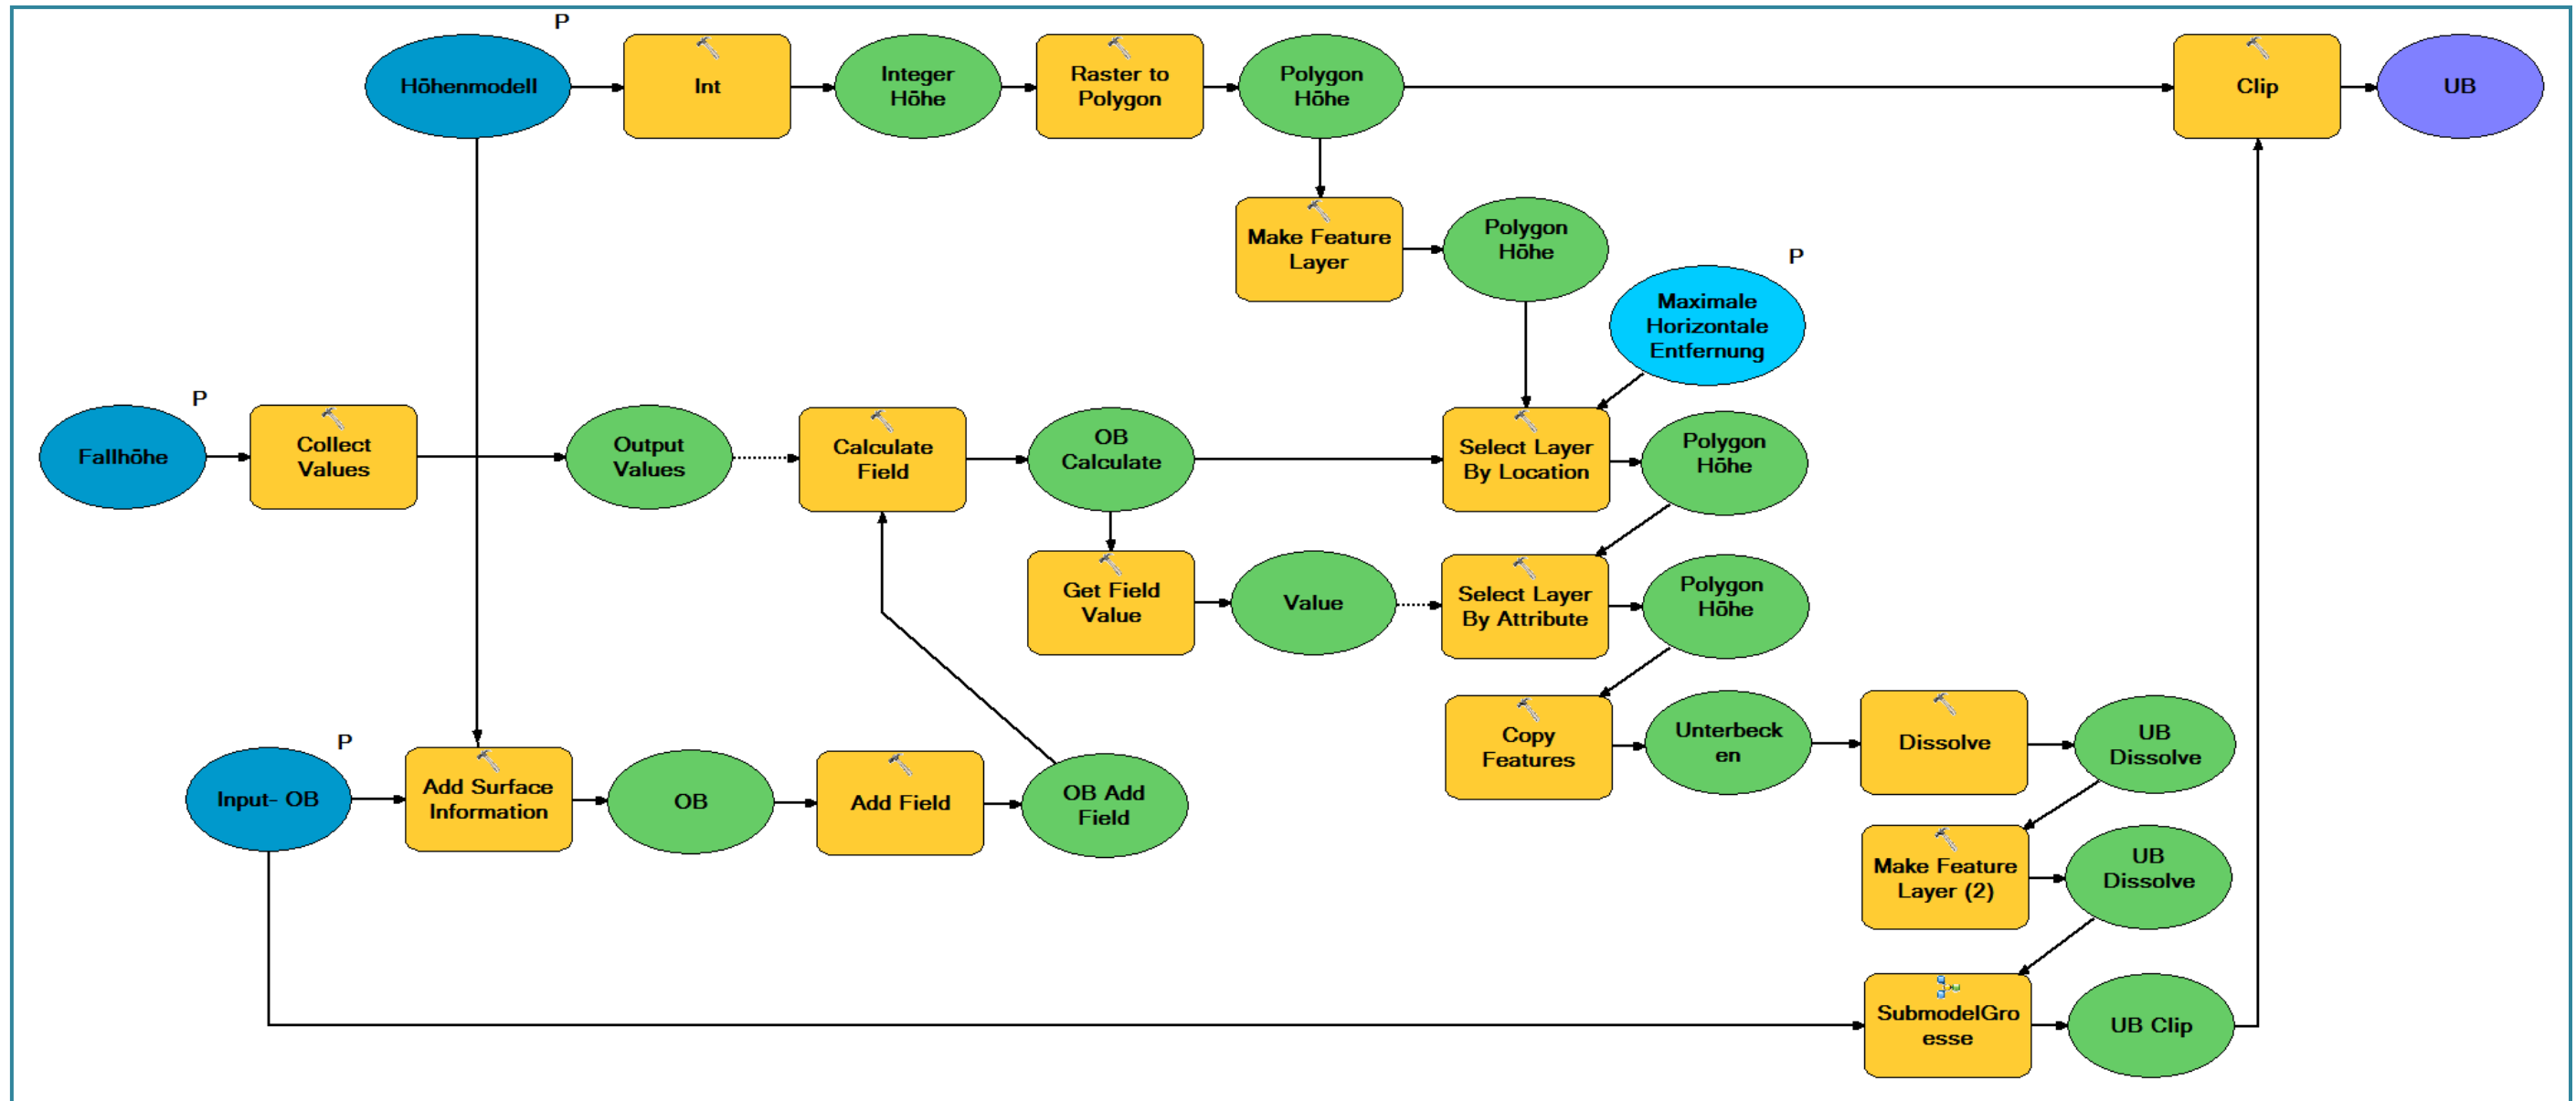 P
Höhenmodell
Int
Integer
Höhe
Raster to
Polygon
Polygon
Höhe
Clip
UB
Make Feature
Layer
Polygon
Höhe
P
Maximale
Horizontale
Entfernung
P
Fallhöhe
Collect
Values
Output
Values
Calculate
Field
OB
Calculate
Select Layer
By Location
Polygon
Höhe
Get Field
Value
Value
Select Layer
By Attribute
Polygon
Höhe
Copy
Features
Unterbeck
en
Dissolve
UB
Dissolve
P
Input- OB
Add Surface
Information
OB
Add Field
OB Add
Field
Make Feature
Layer (2)
UB
Dissolve
SubmodelGro
esse
UB Clip